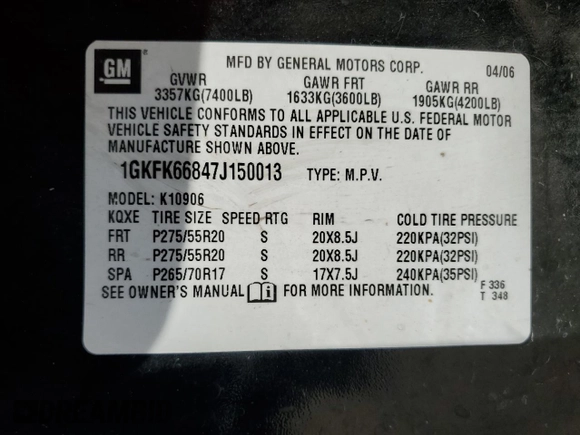 GM
MFD BY GENERAL MOTORS CORP. 04/06
GVWR GAWR FRT GAWR RR
3357KG(7400LB) 1633KG(3600LB) 1905KG(4200LB)
THIS VEHICLE CONFORMS TO ALL APPLICABLE U.S. FEDERAL MOTOR
VEHICLE SAFETY STANDARDS IN EFFECT ON THE DATE OF
MANUFACTURE SHOWN ABOVE.
1GKFK66847J150013 TYPE: M.P.V.
MODEL: K10906
KQXE TIRE SIZE SPEED RTG RIM COLD TIRE PRESSURE
FRT P275/55R20 S 20X8.5J 220KPA(32PSI)
RR P275/55R20 S 20X8.5J 220KPA(32PSI)
SPA P265/70R17 S 17X7.5J 240KPA(35PSI)
SEE OWNER'S MANUAL FOR MORE INFORMATION. F 336
T 348